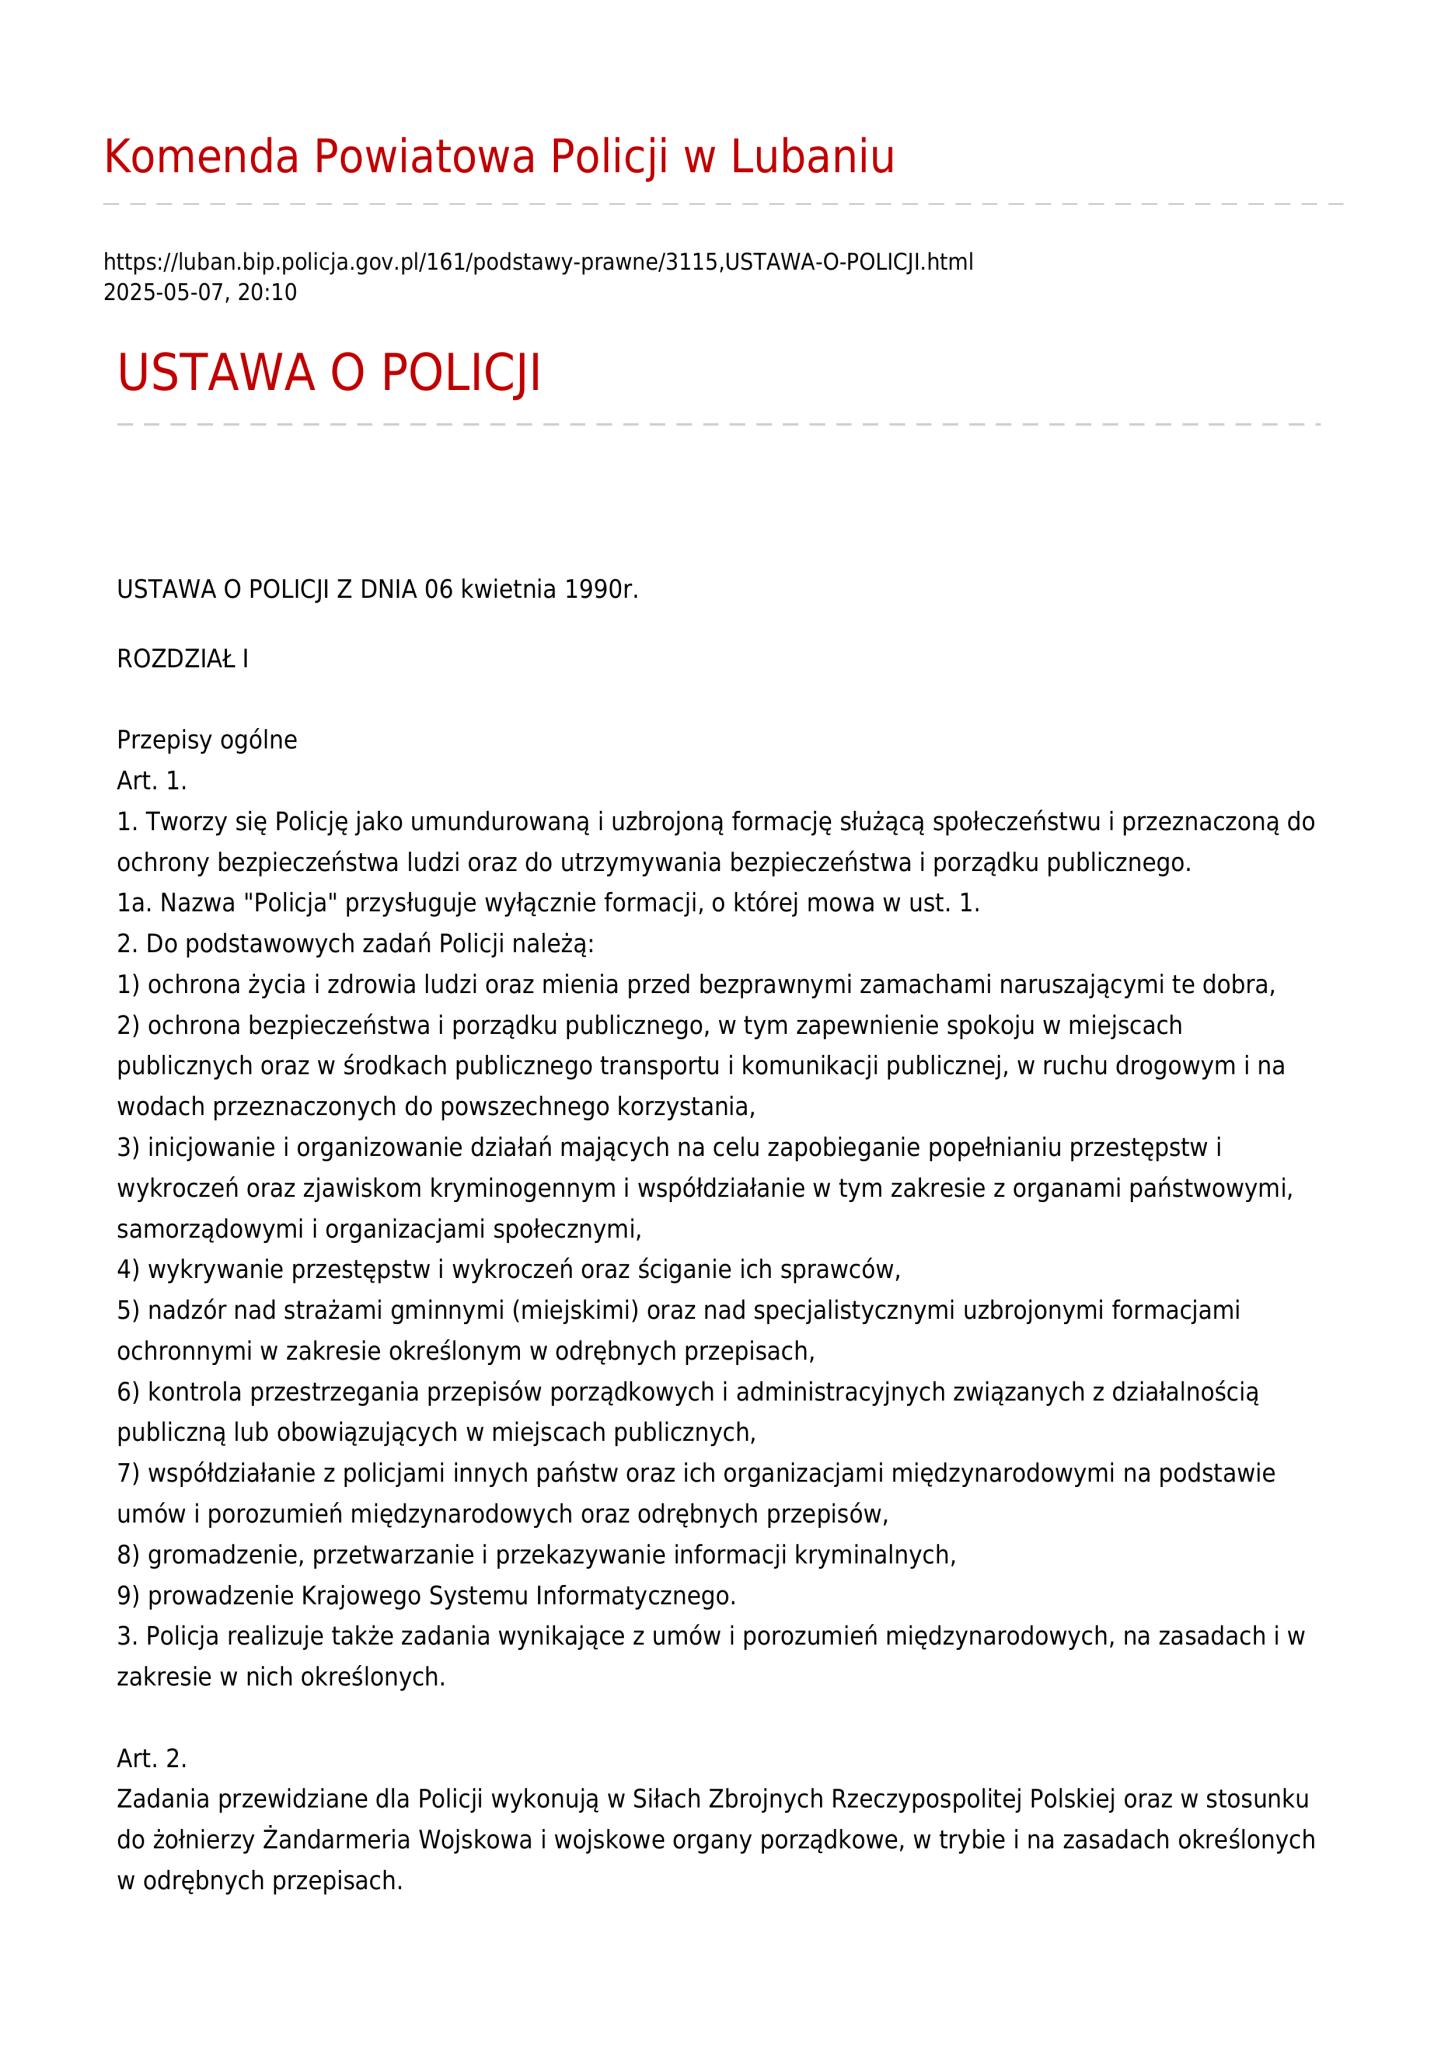 Komenda Powiatowa Policji w Lubaniu
https://luban.bip.policja.gov.pl/161/podstawy-prawne/3115,USTAWA-O-POLICJI.html
2025-05-07, 20:10
USTAWA O POLICJI
USTAWA O POLICJI Z DNIA 06 kwietnia 1990r.
ROZDZIAŁ I
Przepisy ogólne
Art. 1.
1. Tworzy się Policję jako umundurowaną i uzbrojoną formację służącą społeczeństwu i przeznaczoną do
ochrony bezpieczeństwa ludzi oraz do utrzymywania bezpieczeństwa i porządku publicznego.
1a. Nazwa "Policja" przysługuje wyłącznie formacji, o której mowa w ust. 1.
2. Do podstawowych zadań Policji należą:
1) ochrona życia i zdrowia ludzi oraz mienia przed bezprawnymi zamachami naruszającymi te dobra,
2) ochrona bezpieczeństwa i porządku publicznego, w tym zapewnienie spokoju w miejscach
publicznych oraz w środkach publicznego transportu i komunikacji publicznej, w ruchu drogowym i na
wodach przeznaczonych do powszechnego korzystania,
3) inicjowanie i organizowanie działań mających na celu zapobieganie popełnianiu przestępstw i
wykroczeń oraz zjawiskom kryminogennym i współdziałanie w tym zakresie z organami państwowymi,
samorządowymi i organizacjami społecznymi,
4) wykrywanie przestępstw i wykroczeń oraz ściganie ich sprawców,
5) nadzór nad strażami gminnymi (miejskimi) oraz nad specjalistycznymi uzbrojonymi formacjami
ochronnymi w zakresie określonym w odrębnych przepisach,
6) kontrola przestrzegania przepisów porządkowych i administracyjnych związanych z działalnością
publiczną lub obowiązujących w miejscach publicznych,
7) współdziałanie z policjami innych państw oraz ich organizacjami międzynarodowymi na podstawie
umów i porozumień międzynarodowych oraz odrębnych przepisów,
8) gromadzenie, przetwarzanie i przekazywanie informacji kryminalnych,
9) prowadzenie Krajowego Systemu Informatycznego.
3. Policja realizuje także zadania wynikające z umów i porozumień międzynarodowych, na zasadach i w
zakresie w nich określonych.
Art. 2.
Zadania przewidziane dla Policji wykonują w Siłach Zbrojnych Rzeczypospolitej Polskiej oraz w stosunku
do żołnierzy Żandarmeria Wojskowa i wojskowe organy porządkowe, w trybie i na zasadach określonych
w odrębnych przepisach.